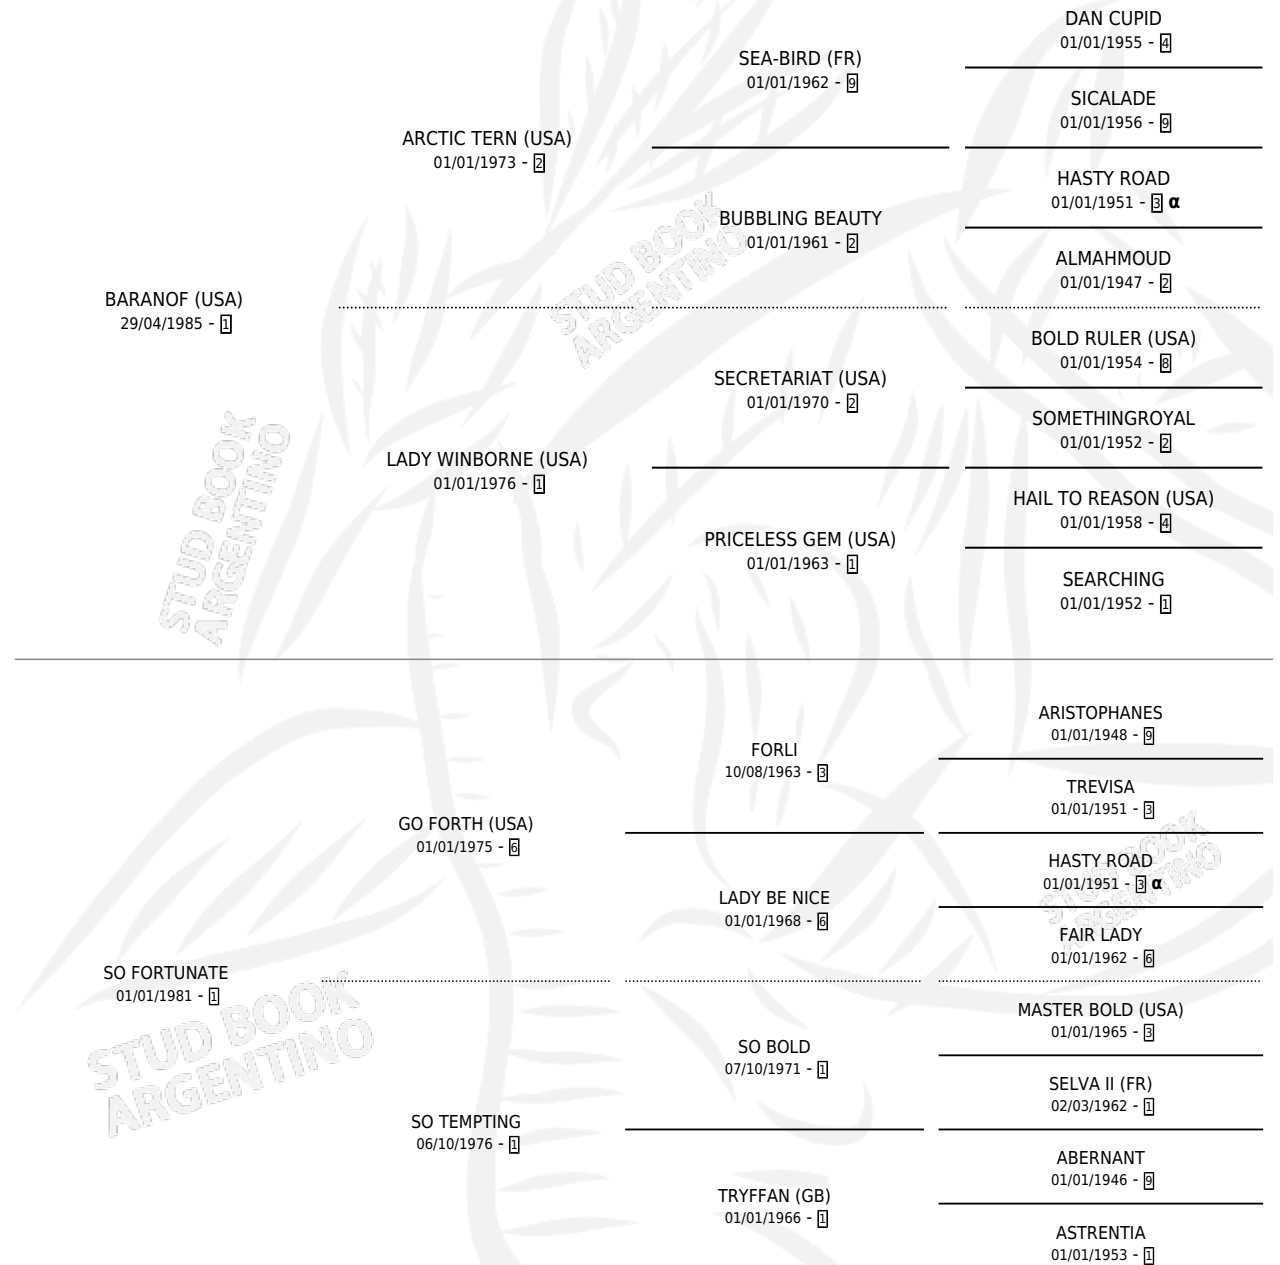 DAN CUPID
01/01/1955 - 4
SEA-BIRD (FR)
01/01/1962 - 9
SICALADE
01/01/1956 - 9
ARCTIC TERN (USA)
01/01/1973 - 2
HASTY ROAD
01/01/1951 - 3 α
BUBBLING BEAUTY
01/01/1961 - 2
ALMAHMOUD
01/01/1947 - 2
STUD BOOK
ARGENTINO
BARANOF (USA)
29/04/1985 - 1
BOLD RULER (USA)
01/01/1954 - 8
SECRETARIAT (USA)
01/01/1970 - 2
SOMETHINGROYAL
01/01/1952 - 2
LADY WINBORNE (USA)
01/01/1976 - 1
HAIL TO REASON (USA)
01/01/1958 - 4
PRICELESS GEM (USA)
01/01/1963 - 1
SEARCHING
01/01/1952 - 1
STUD BOOK
ARGENTINO
ARISTOPHANES
01/01/1948 - 9
FORLI
10/08/1963 - 3
TREVISA
01/01/1951 - 3
GO FORTH (USA)
01/01/1975 - 6
HASTY ROAD
01/01/1951 - 3 α
LADY BE NICE
01/01/1968 - 6
FAIR LADY
01/01/1962 - 6
STUD BOOK
ARGENTINO
SO FORTUNATE
01/01/1981 - 1
MASTER BOLD (USA)
01/01/1965 - 3
SO BOLD
07/10/1971 - 1
SELVA II (FR)
02/03/1962 - 1
STUD BOOK
ARGENTINO
SO TEMPTING
06/10/1976 - 1
ABERNANT
01/01/1946 - 9
TRYFFAN (GB)
01/01/1966 - 1
ASTRENTIA
01/01/1953 - 1